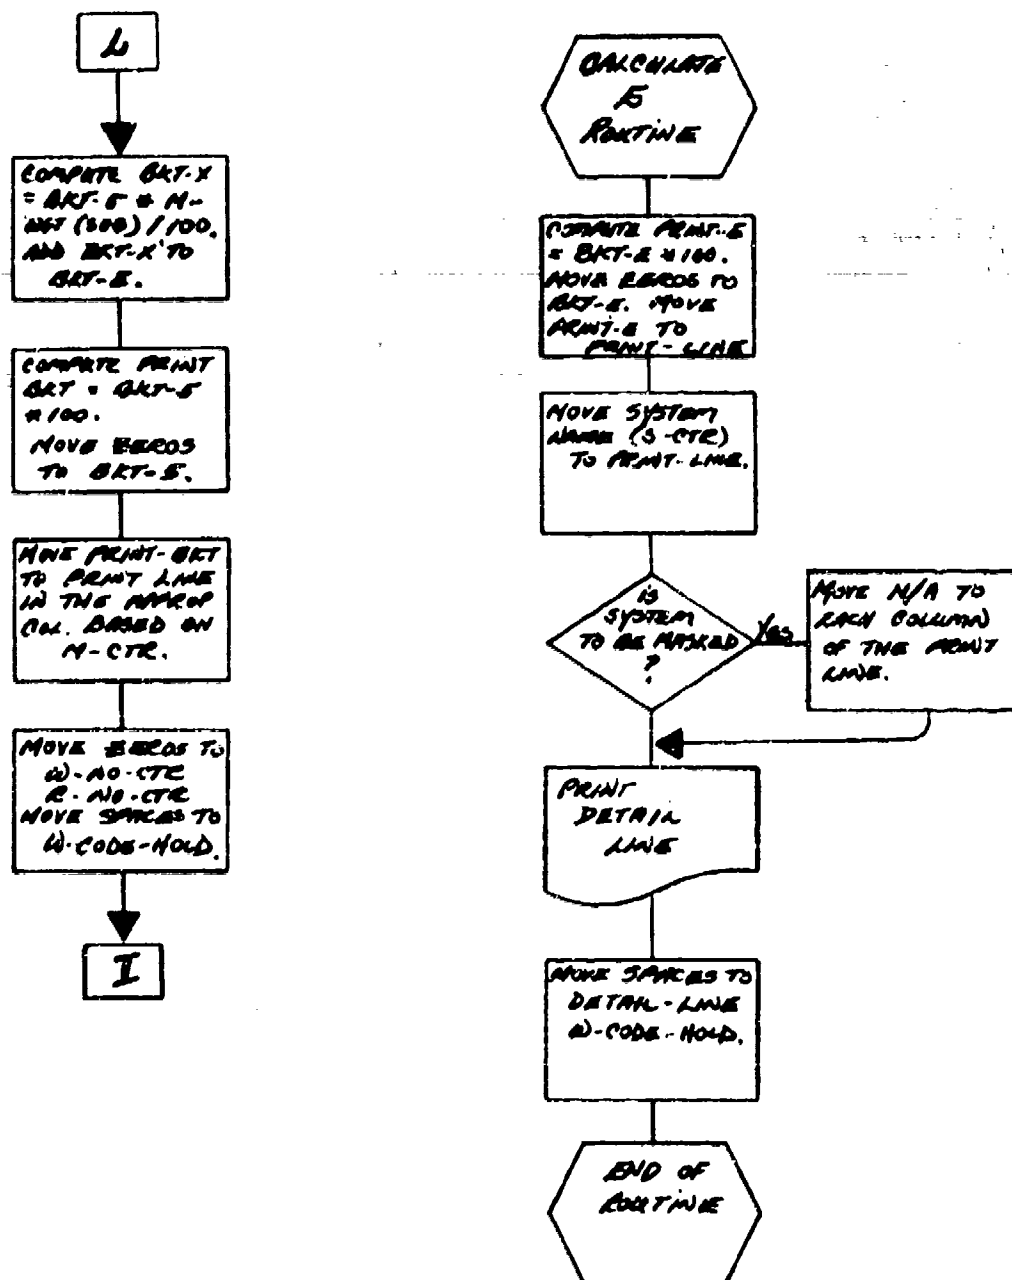 L
COMPUTE BKT-X
= BKT-5 * M-
WGT (SUB) / 100.
ADD BKT-X TO
BKT-E.
COMPUTE PRINT
BKT = BKT-5
* 100.
MOVE ZEROS
TO BKT-5.
MOVE PRINT-BKT
TO PRINT LINE
IN THE APPROP
COL. BASED ON
M-CTR.
MOVE ZEROS TO
W-NO-CTR
R-NO-CTR
MOVE SPACES TO
W-CODE-HOLD.
I
CALCULATE
E
ROUTINE
COMPUTE PRINT-E
= BKT-E * 100.
MOVE ZEROS TO
BKT-E. MOVE
PRINT-E TO
PRINT-LINE
MOVE SYSTEM
NAME (S-CTR)
TO PRINT-LINE.
IS
SYSTEM
TO BE MASKED
?
Yes
MOVE N/A TO
EACH COLUMN
OF THE PRINT
LINE.
PRINT
DETAIL
LINE
MOVE SPACES TO
DETAIL-LINE
W-CODE-HOLD.
END OF
ROUTINE